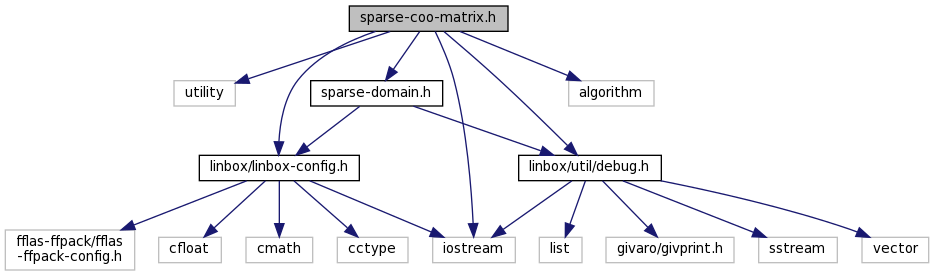 sparse-coo-matrix.h
utility
sparse-domain.h
algorithm
linbox/linbox-config.h
linbox/util/debug.h
fflas-ffpack/fflas
-ffpack-config.h
cfloat
cmath
cctype
iostream
list
givaro/givprint.h
sstream
vector